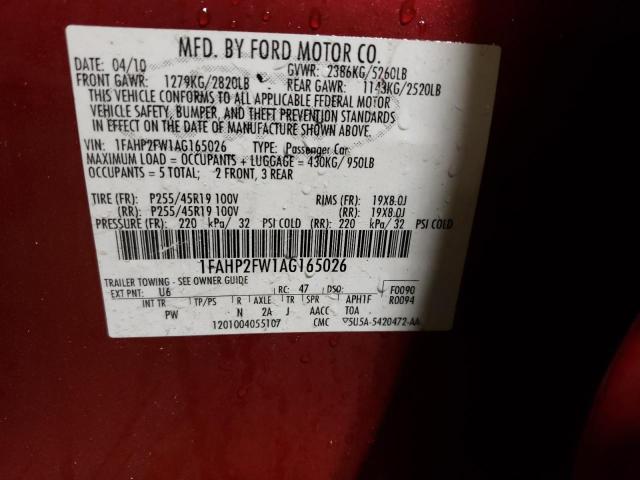 MFD. BY FORD MOTOR CO.
DATE: 04/10 GVWR: 2386KG/5260LB
FRONT GAWR: 1279KG/2820LB REAR GAWR: 1143KG/2520LB
THIS VEHICLE CONFORMS TO ALL APPLICABLE FEDERAL MOTOR
VEHICLE SAFETY, BUMPER, AND THEFT PREVENTION STANDARDS
IN EFFECT ON THE DATE OF MANUFACTURE SHOWN ABOVE.
VIN: 1FAHP2FW1AG165026 TYPE: Passenger Car
MAXIMUM LOAD = OCCUPANTS + LUGGAGE = 430KG/950LB
OCCUPANTS = 5 TOTAL; 2 FRONT, 3 REAR
TIRE (FR): P255/45R19 100V RIMS (FR): 19X8.0J
(RR): P255/45R19 100V (RR): 19X8.0J
PRESSURE (FR): 220 kPa/ 32 PSI COLD (RR): 220 kPa/ 32 PSI COLD
1FAHP2FW1AG165026
TRAILER TOWING - SEE OWNER GUIDE
EXT PNT: U6 RC: 47 DSO: F0090
INT TR TP/PS R AXLE TR SPR APH1F R0094
PW N 2A J AACC TOA
1201004055107 CMC ▽5U5A-5420472-AA